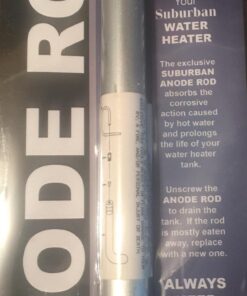 ODE RO
Your
Suburban
WATER
HEATER
The exclusive
SUBURBAN
ANODE ROD
absorbs the
corrosive
action caused
by hot water
and prolongs
the life of your
water heater
tank.
Unscrew the
ANODE ROD
to drain the
tank. If the rod
is mostly eaten
away, replace
with a new one.
*ALWAYS